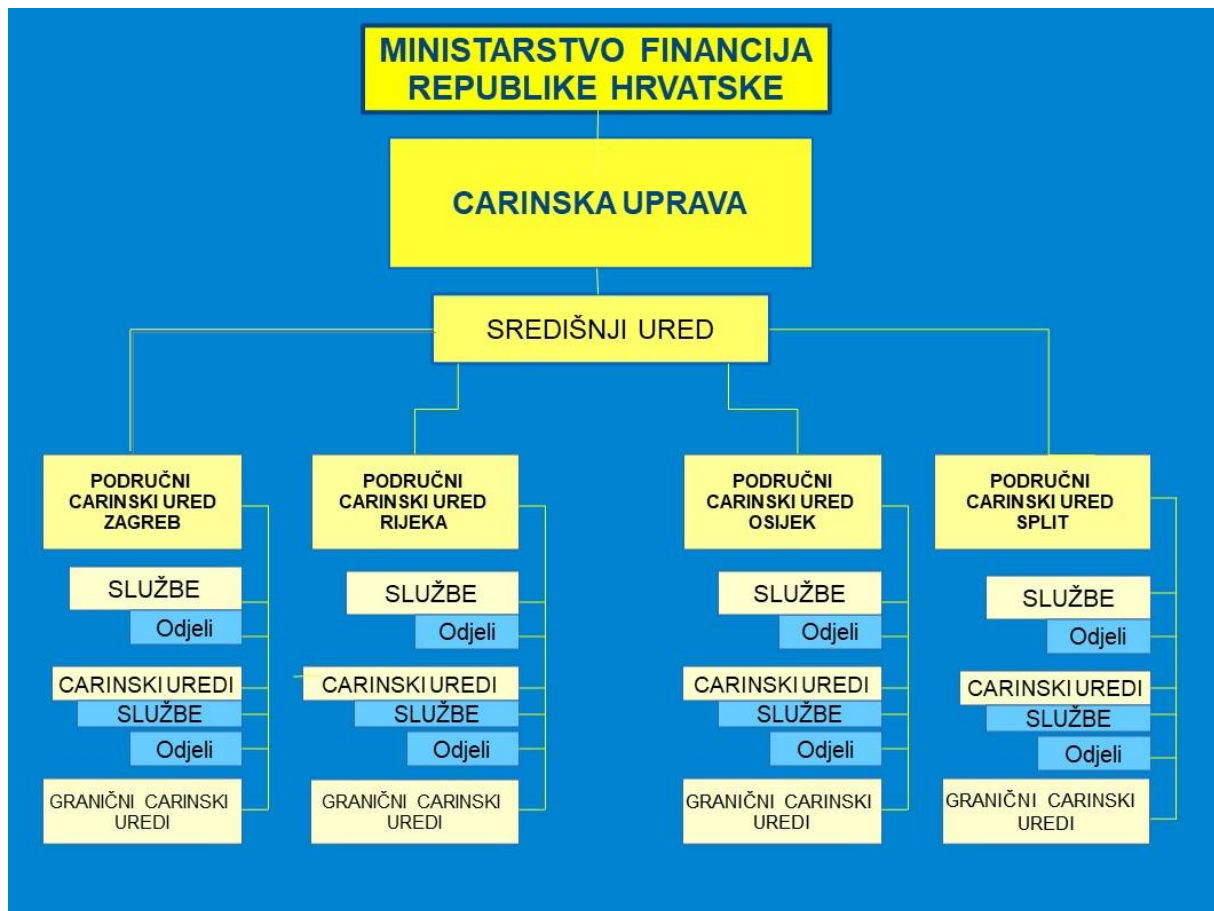 MINISTARSTVO FINANCIJA
REPUBLIKE HRVATSKE
CARINSKA UPRAVA
SREDIŠNJI URED
PODRUČNI
CARINSKI URED
ZAGREB
SLUŽBE
Odjeli
CARINSKI UREDI
SLUŽBE
Odjeli
GRANIČNI CARINSKI
UREDI
PODRUČNI
CARINSKI URED
RIJEKA
SLUŽBE
Odjeli
CARINSKI UREDI
SLUŽBE
Odjeli
GRANIČNI CARINSKI
UREDI
PODRUČNI
CARINSKI URED
OSIJEK
SLUŽBE
Odjeli
CARINSKI UREDI
SLUŽBE
Odjeli
GRANIČNI CARINSKI
UREDI
PODRUČNI
CARINSKI URED
SPLIT
SLUŽBE
Odjeli
CARINSKI UREDI
SLUŽBE
Odjeli
GRANIČNI CARINSKI
UREDI